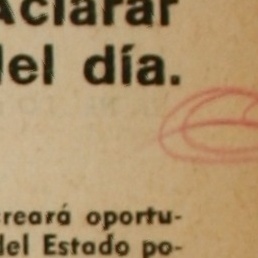 Aclarar
del día.
creará oportu-
del Estado po-